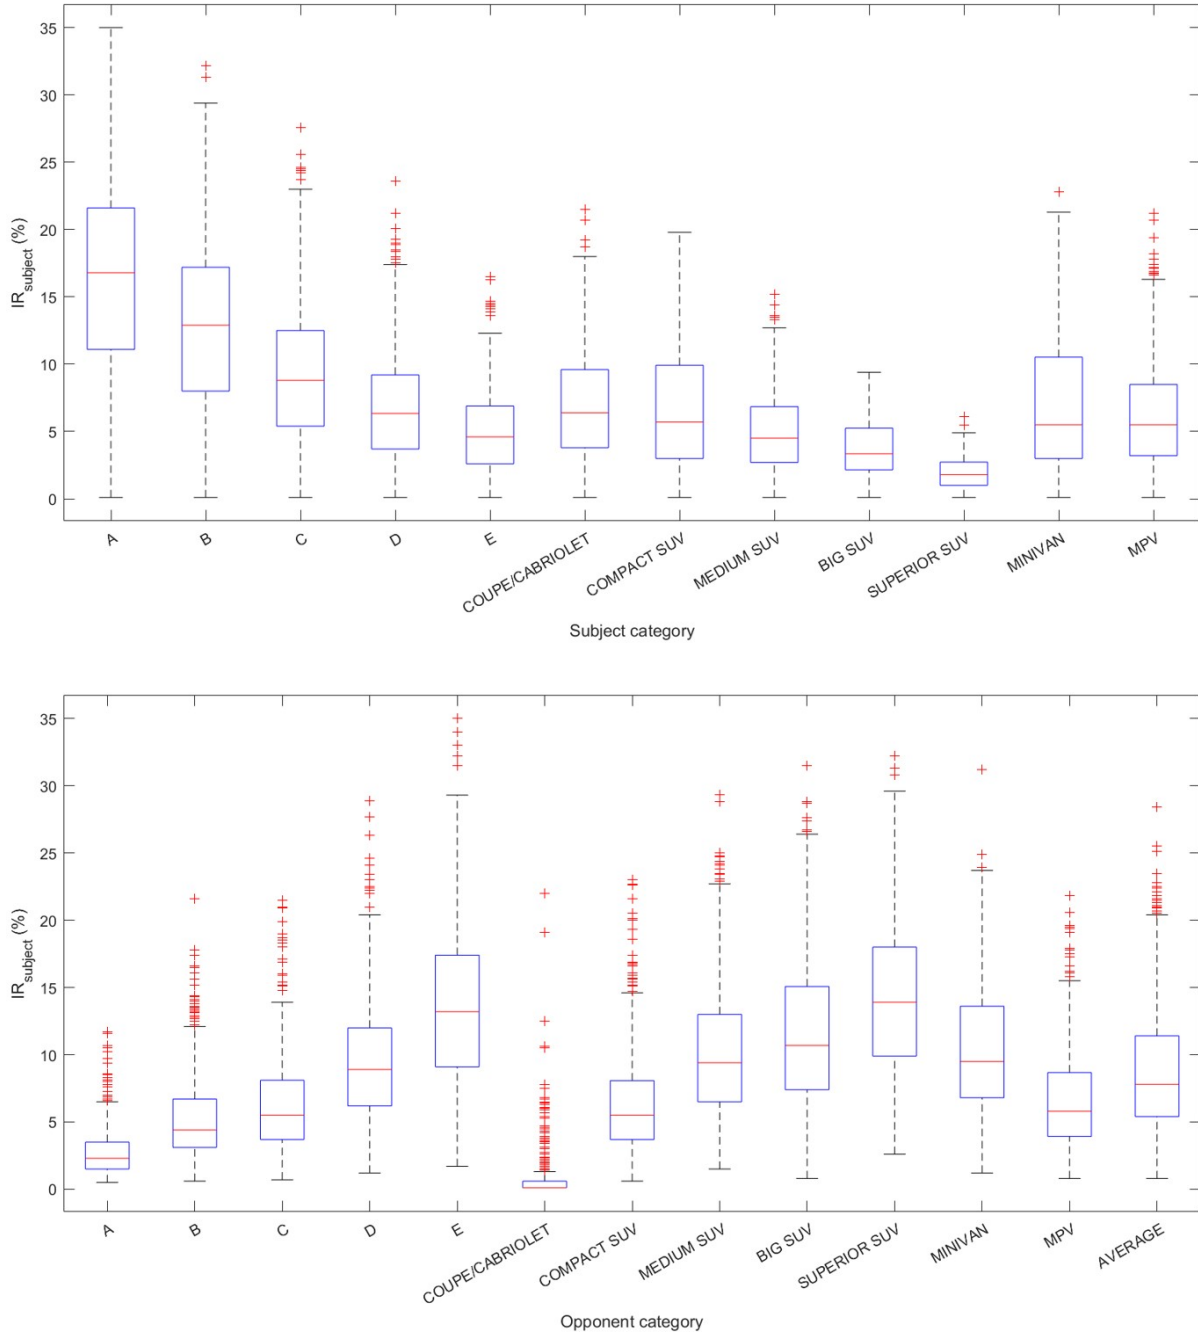 35
30
25
20
15
10
5
0
IR_subject (%)
A B C D E COUPE/CABRIOLET COMPACT SUV MEDIUM SUV BIG SUV SUPERIOR SUV MINIVAN MPV
Subject category
35
30
25
20
15
10
5
0
IR_subject (%)
A B C D E COUPE/CABRIOLET COMPACT SUV MEDIUM SUV BIG SUV SUPERIOR SUV MINIVAN MPV AVERAGE
Opponent category